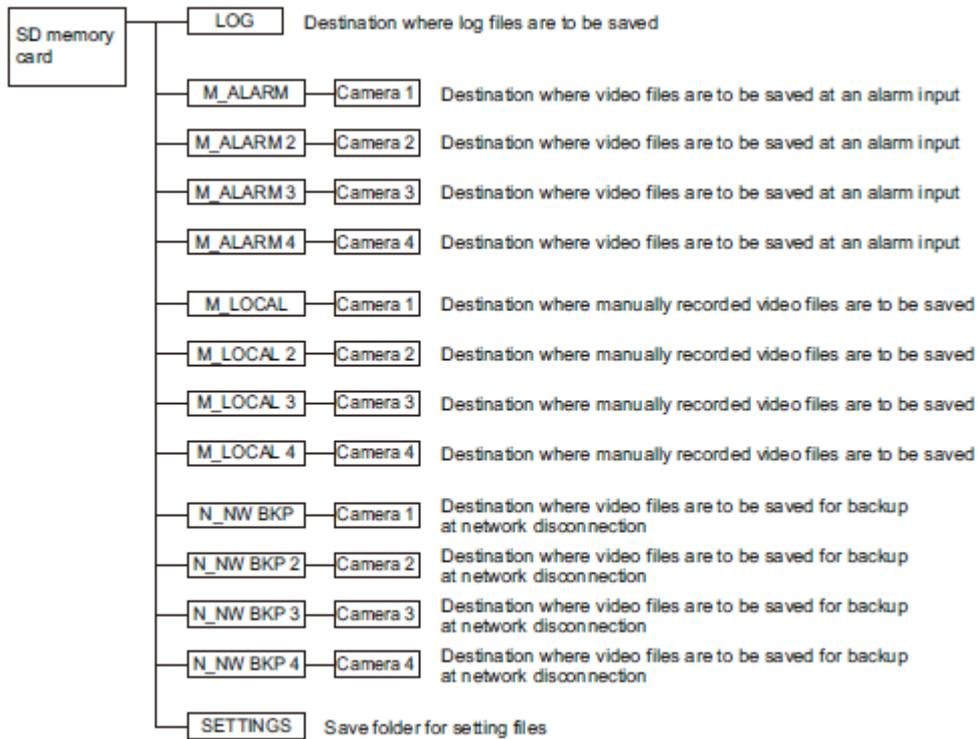 SD memory
card
LOG Destination where log files are to be saved
M_ALARM Camera 1 Destination where video files are to be saved at an alarm input
M_ALARM 2 Camera 2 Destination where video files are to be saved at an alarm input
M_ALARM 3 Camera 3 Destination where video files are to be saved at an alarm input
M_ALARM 4 Camera 4 Destination where video files are to be saved at an alarm input
M_LOCAL Camera 1 Destination where manually recorded video files are to be saved
M_LOCAL 2 Camera 2 Destination where manually recorded video files are to be saved
M_LOCAL 3 Camera 3 Destination where manually recorded video files are to be saved
M_LOCAL 4 Camera 4 Destination where manually recorded video files are to be saved
N_NW BKP Camera 1 Destination where video files are to be saved for backup
at network disconnection
N_NW BKP 2 Camera 2 Destination where video files are to be saved for backup
at network disconnection
N_NW BKP 3 Camera 3 Destination where video files are to be saved for backup
at network disconnection
N_NW BKP 4 Camera 4 Destination where video files are to be saved for backup
at network disconnection
SETTINGS Save folder for setting files